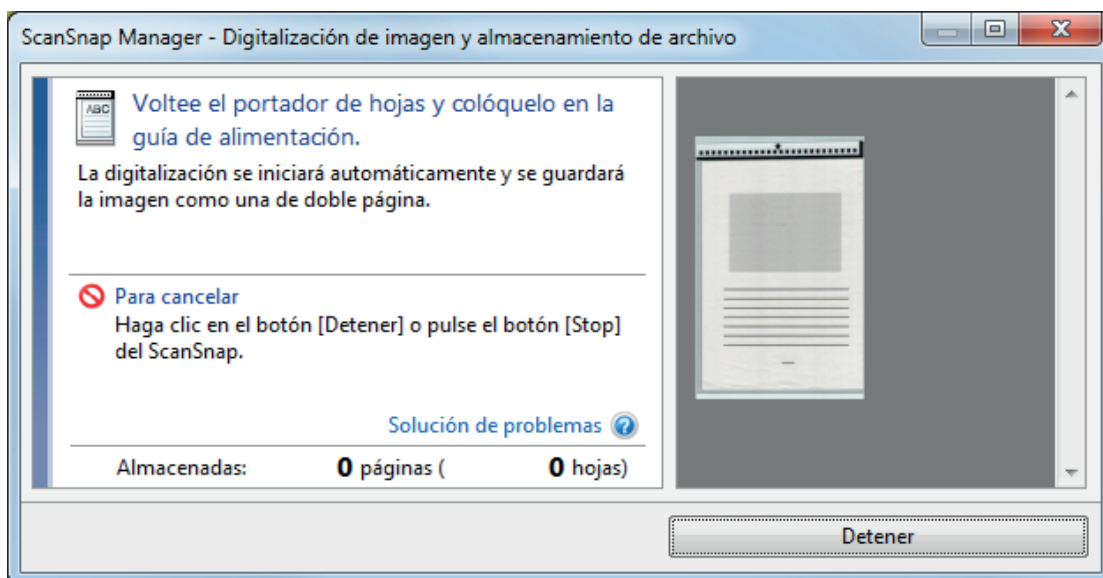 ScanSnap Manager - Digitalización de imagen y almacenamiento de archivo
ABC
Voltee el portador de hojas y colóquelo en la
guía de alimentación.
La digitalización se iniciará automáticamente y se guardará
la imagen como una de doble página.
Para cancelar
Haga clic en el botón [Detener] o pulse el botón [Stop]
del ScanSnap.
Solución de problemas ?
Almacenadas: 0 páginas ( 0 hojas)
Detener